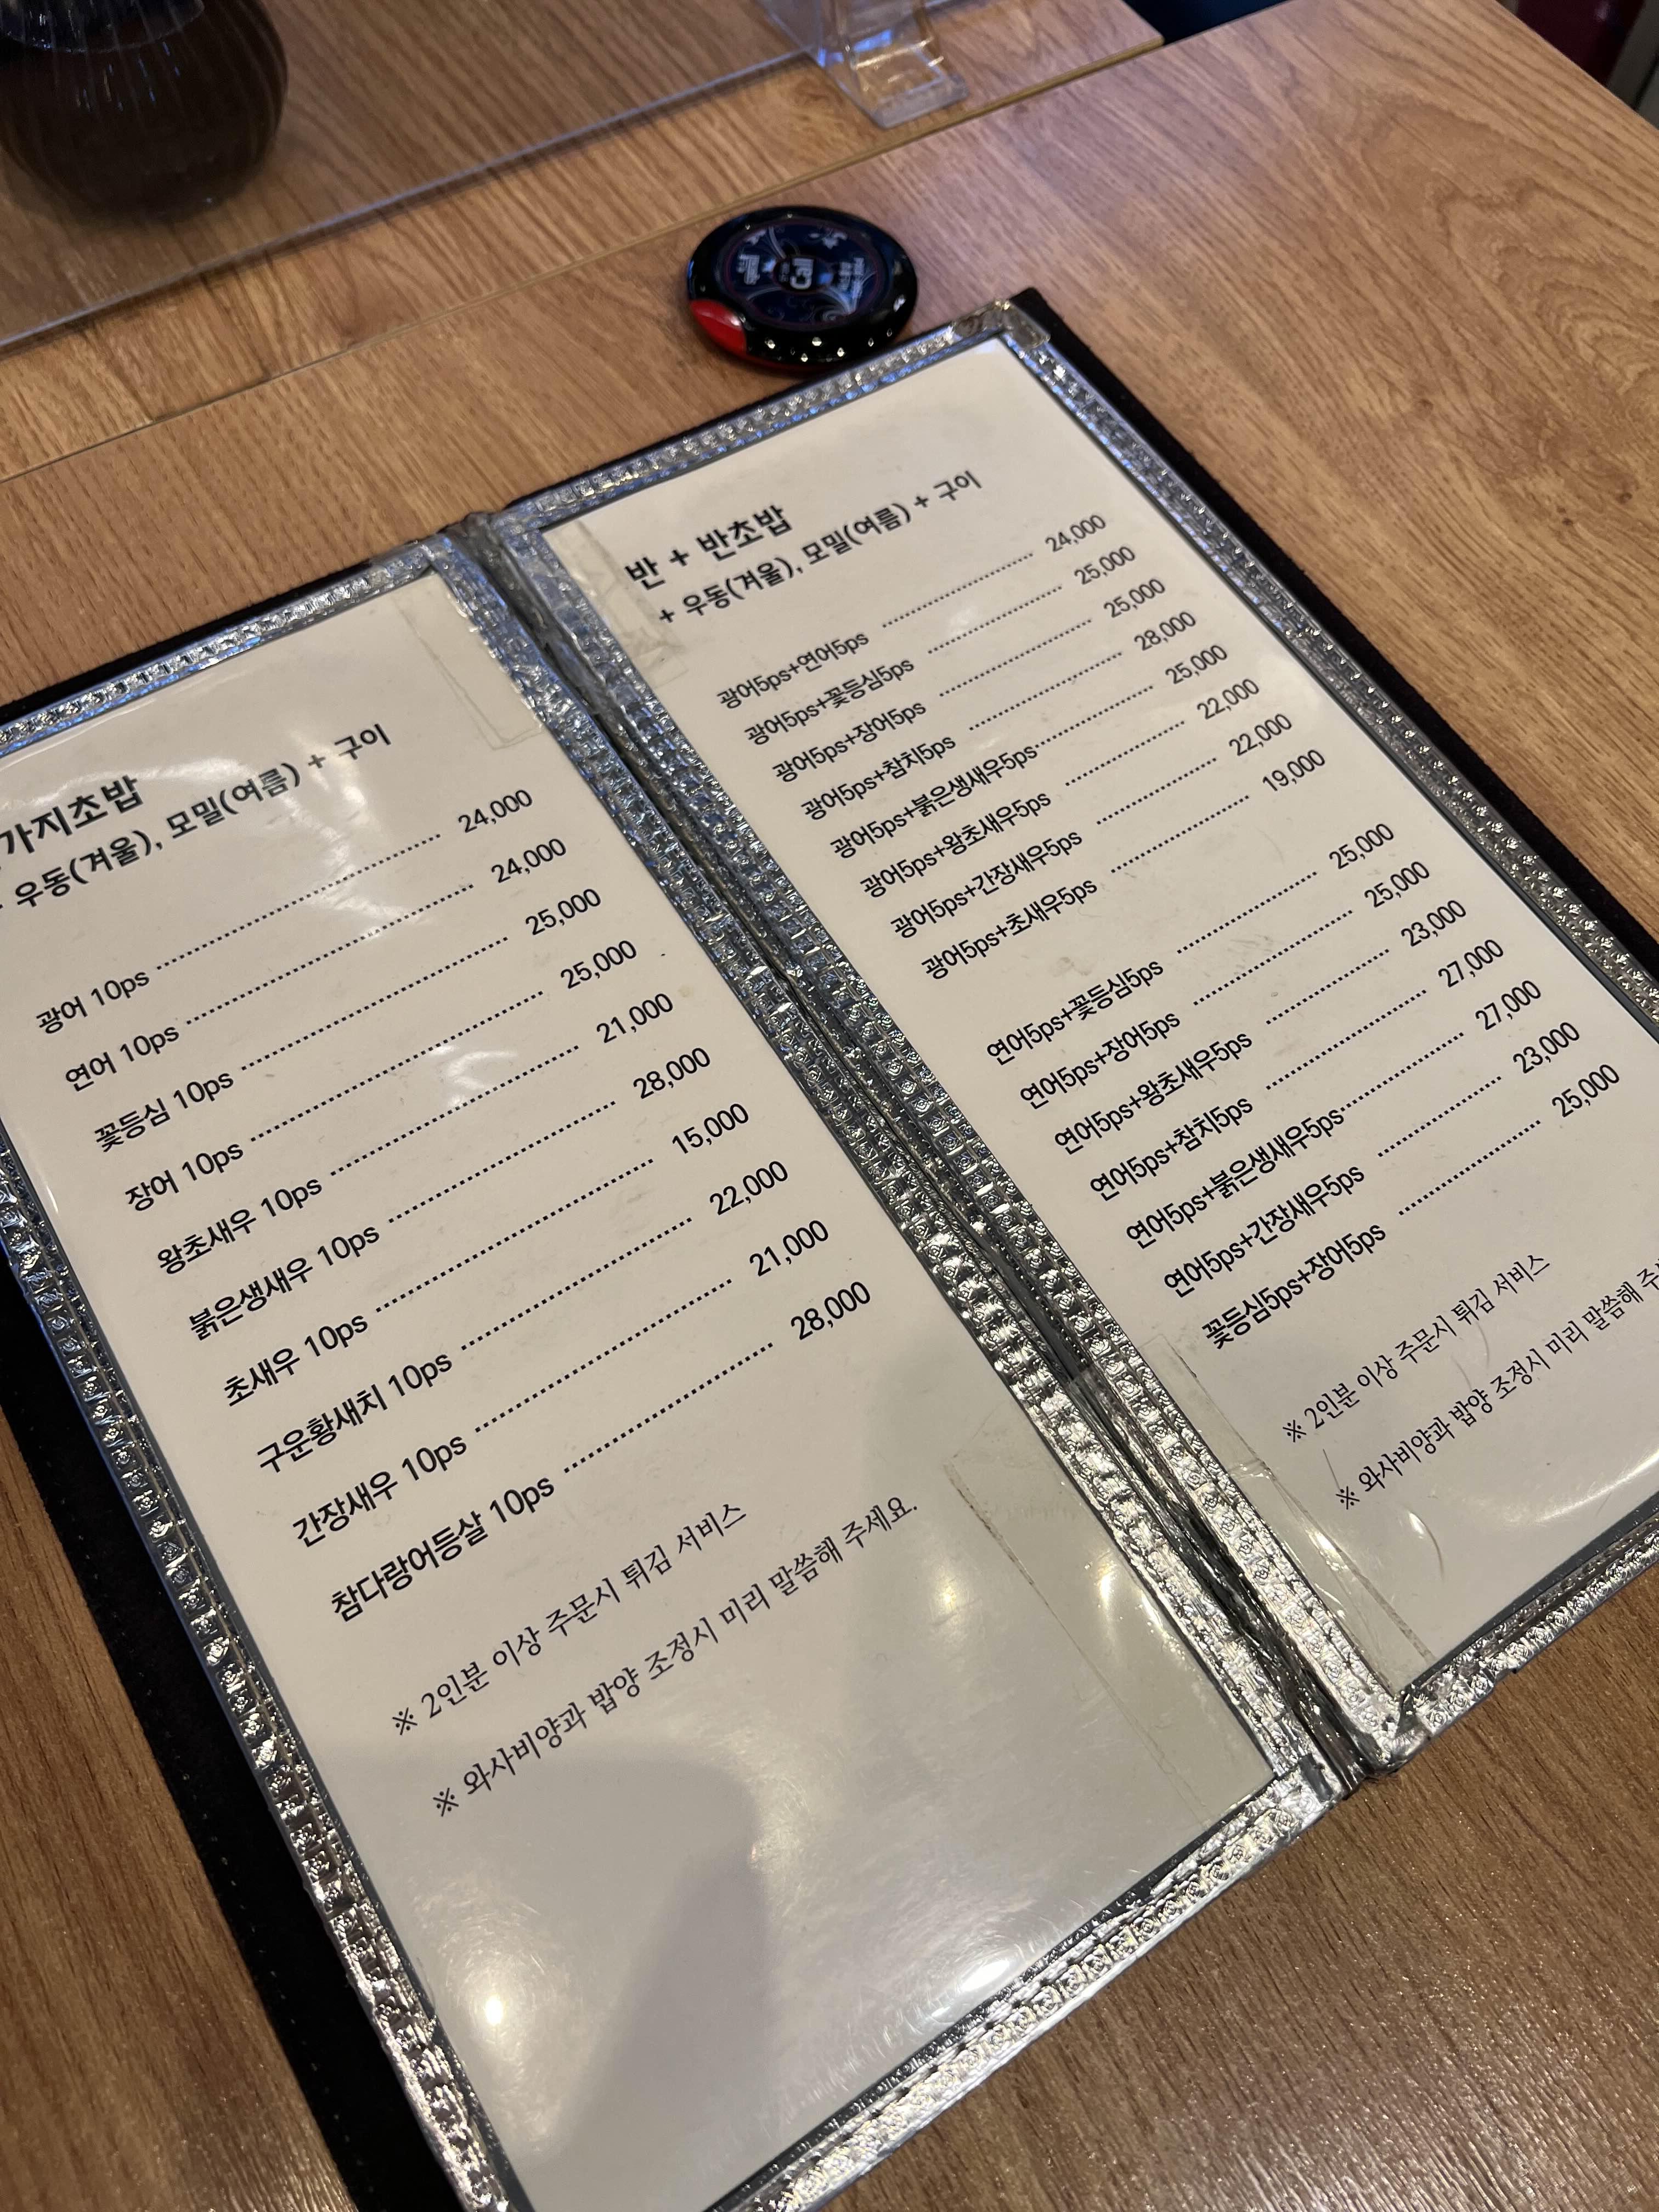 가지초밥
+ 우동(겨울), 모밀(여름) + 구이
광어 10ps 24,000
연어 10ps 24,000
꽃등심 10ps 25,000
장어 10ps 25,000
왕초새우 10ps 21,000
붉은생새우 10ps 28,000
초새우 10ps 15,000
구운황새치 10ps 22,000
간장새우 10ps 21,000
참다랑어등살 10ps 28,000
※ 2인분 이상 주문시 튀김 서비스
※ 와사비양과 밥양 조정시 미리 말씀해 주세요.
반 + 반초밥
+ 우동(겨울), 모밀(여름) + 구이
광어5ps+연어5ps 24,000
광어5ps+꽃등심5ps 25,000
광어5ps+장어5ps 25,000
광어5ps+참치5ps 28,000
광어5ps+붉은생새우5ps 25,000
광어5ps+왕초새우5ps 22,000
광어5ps+간장새우5ps 22,000
광어5ps+초새우5ps 19,000
연어5ps+꽃등심5ps 25,000
연어5ps+장어5ps 25,000
연어5ps+왕초새우5ps 23,000
연어5ps+참치5ps 27,000
연어5ps+붉은생새우5ps 27,000
연어5ps+간장새우5ps 23,000
꽃등심5ps+장어5ps 25,000
※ 2인분 이상 주문시 튀김 서비스
※ 와사비양과 밥양 조정시 미리 말씀해
Call